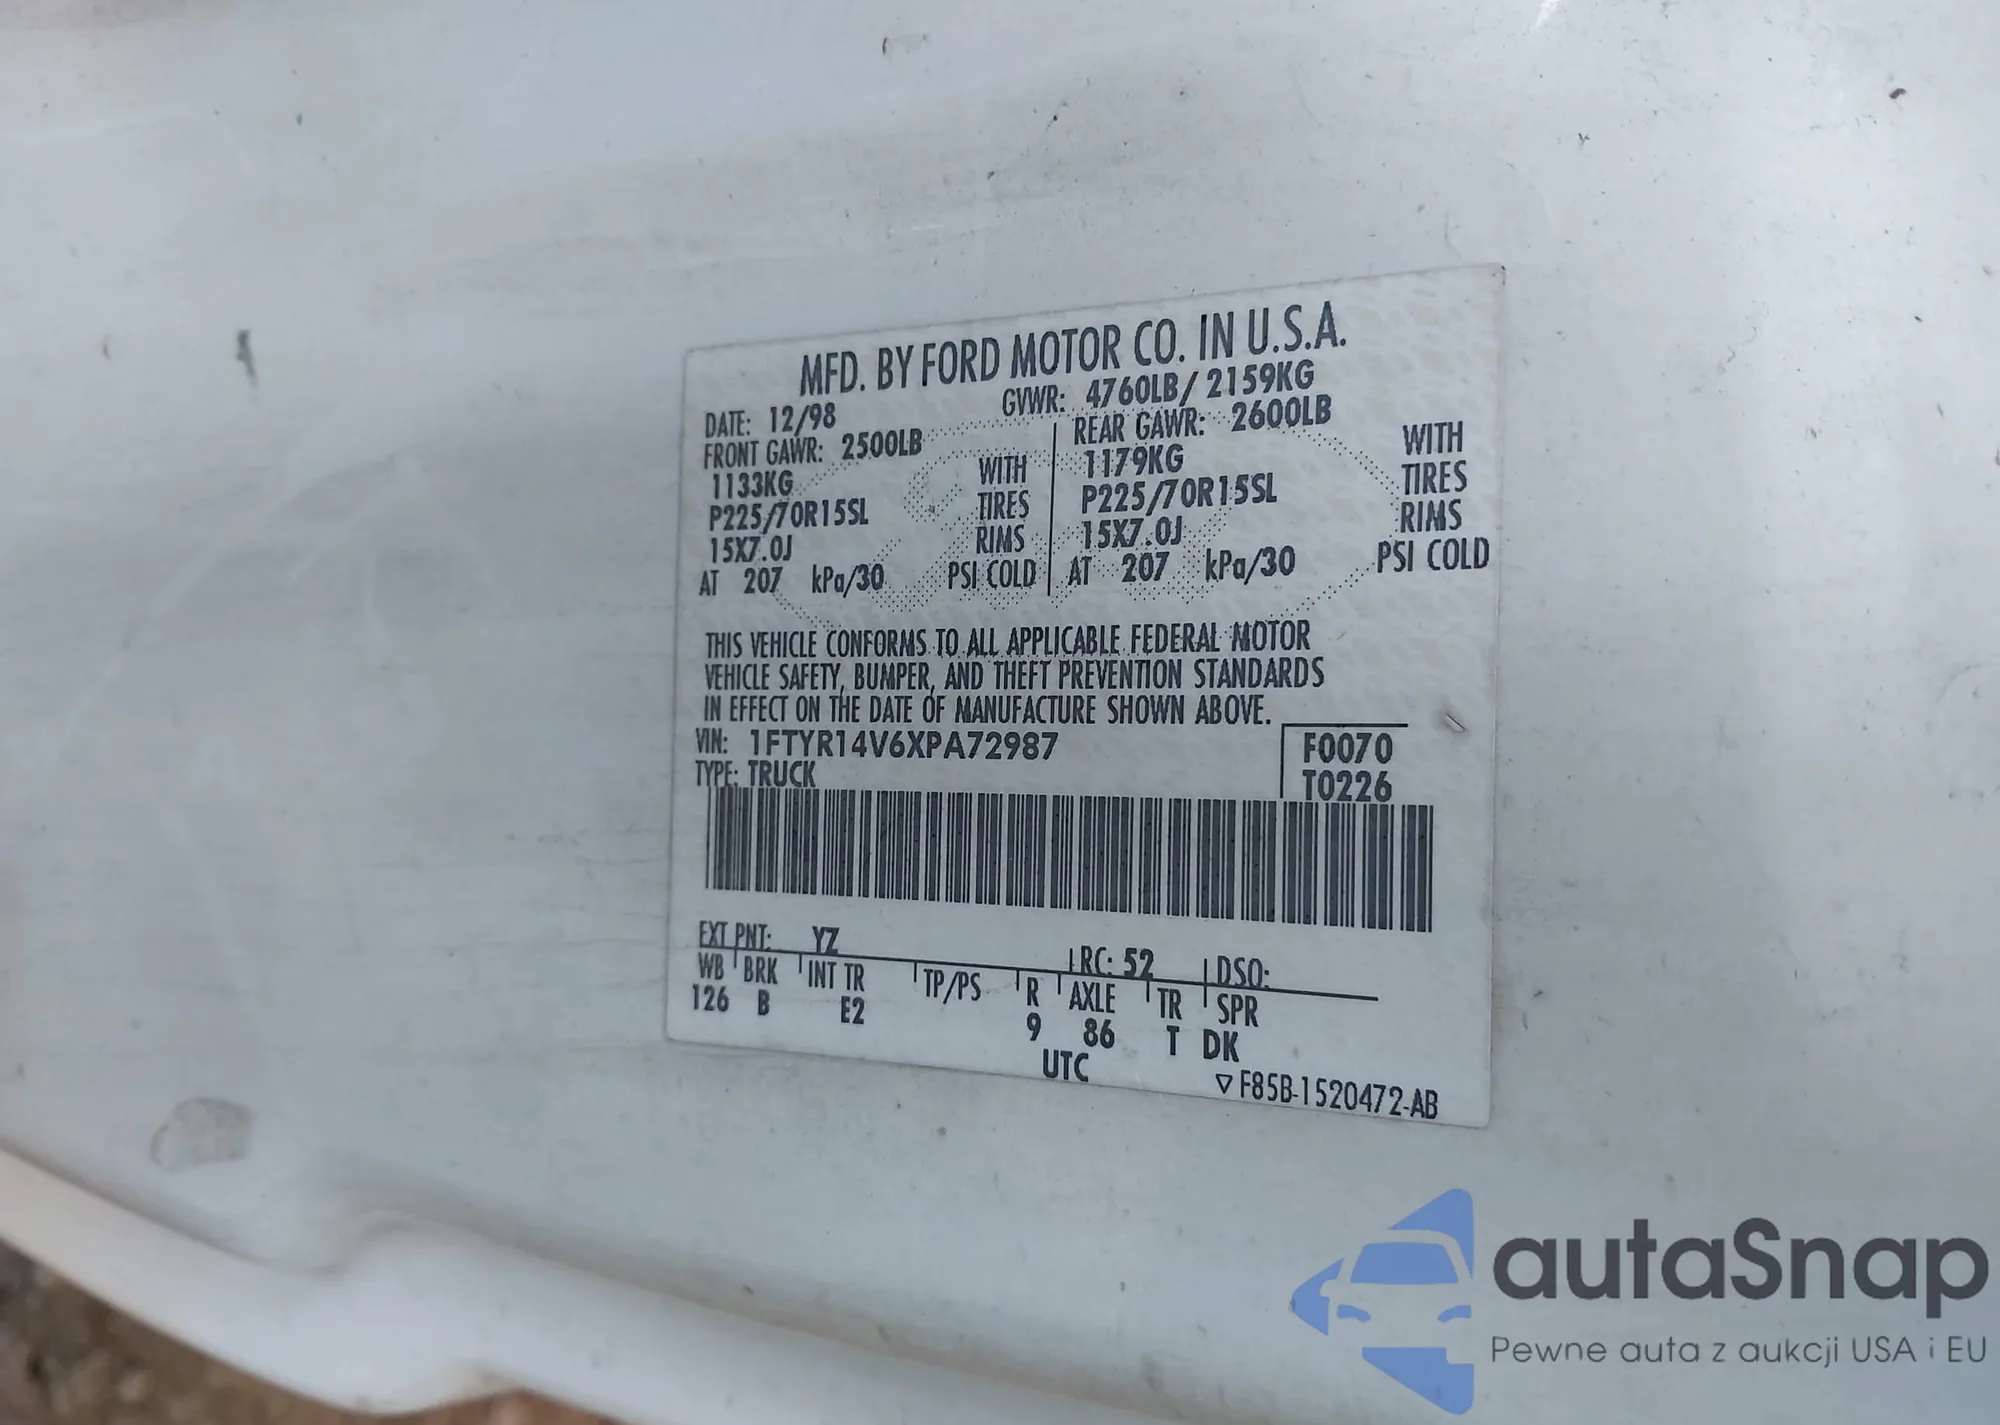 MFD. BY FORD MOTOR CO. IN U.S.A.
DATE: 12/98 GVWR: 4760LB/ 2159KG
FRONT GAWR: 2500LB REAR GAWR: 2600LB
1133KG WITH 1179KG WITH
P225/70R15SL TIRES P225/70R15SL TIRES
15X7.0J RIMS 15X7.0J RIMS
AT 207 kPa/30 PSI COLD AT 207 kPa/30 PSI COLD
THIS VEHICLE CONFORMS TO ALL APPLICABLE FEDERAL MOTOR
VEHICLE SAFETY, BUMPER, AND THEFT PREVENTION STANDARDS
IN EFFECT ON THE DATE OF MANUFACTURE SHOWN ABOVE.
VIN: 1FTYR14V6XPA72987 F0070
TYPE: TRUCK T0226
EXT PNT: YZ RC: 52 DSO:
WB BRK INT TR TP/PS R AXLE TR SPR
126 B E2 9 86 T DK
UTC
▽F85B-1520472-AB
autaSnap
Pewne auta z aukcji USA i EU